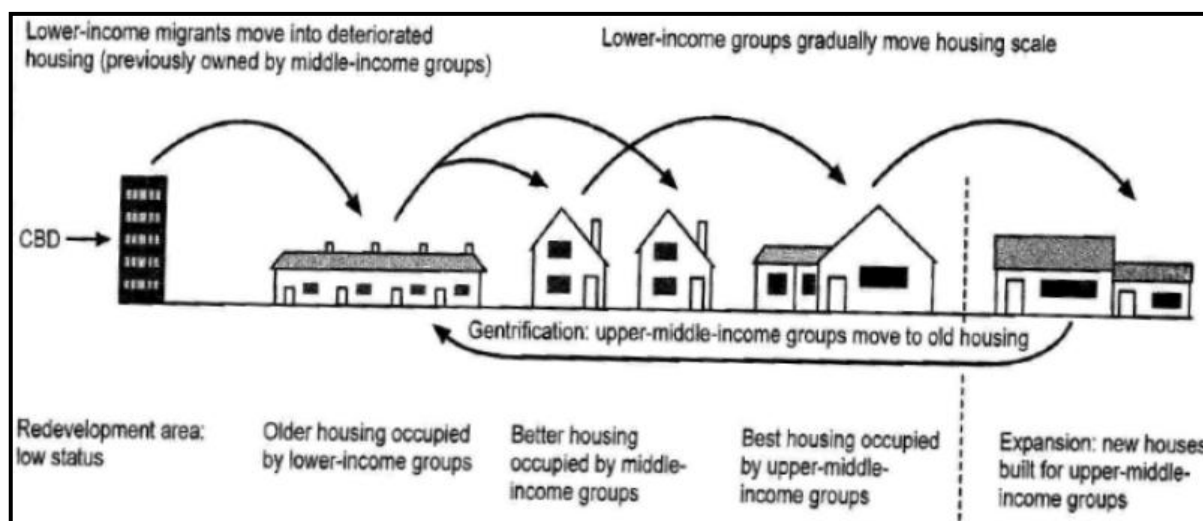 Lower-income migrants move into deteriorated
housing (previously owned by middle-income groups)
Lower-income groups gradually move housing scale
CBD
Gentrification: upper-middle-income groups move to old housing
Redevelopment area:
low status
Older housing occupied
by lower-income groups
Better housing
occupied by middle-
income groups
Best housing occupied
by upper-middle-
income groups
Expansion: new houses
built for upper-middle-
income groups